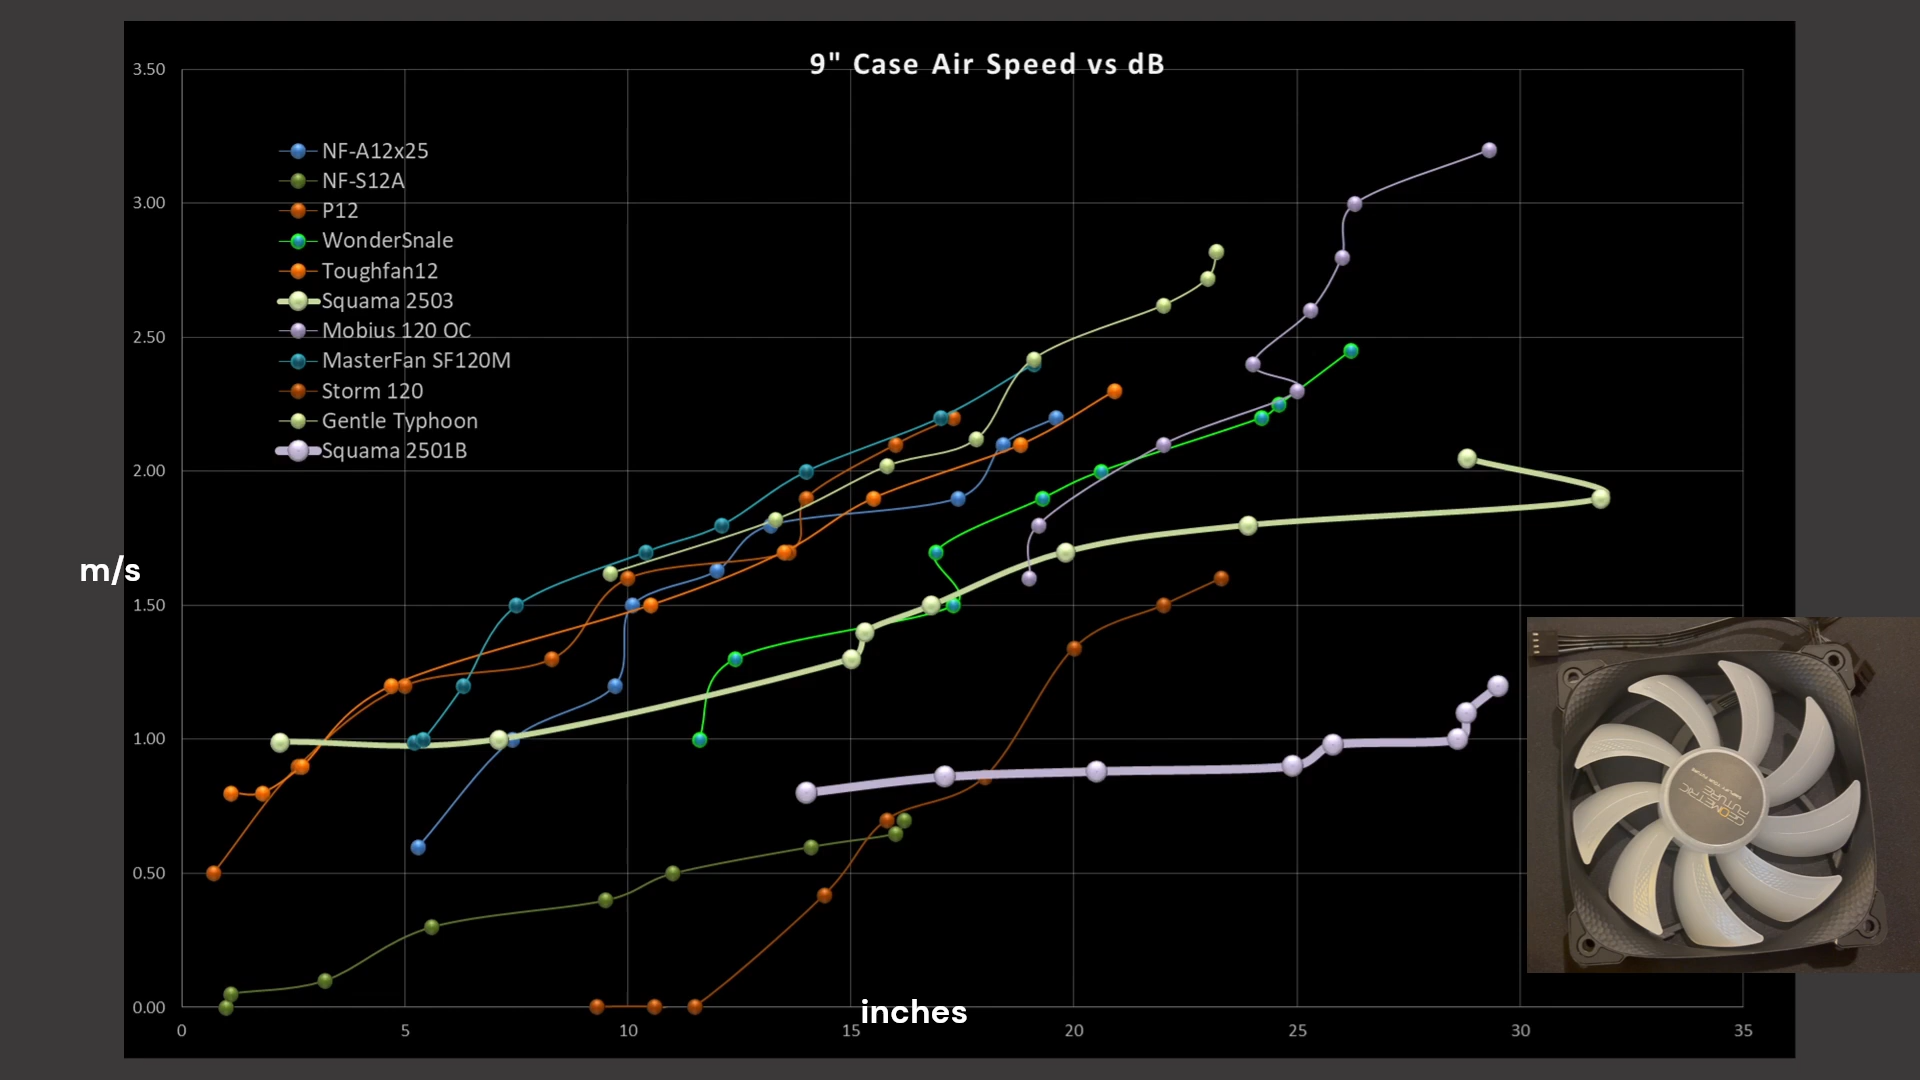 9" Case Air Speed vs dB
3.50
3.00
2.50
2.00
1.50
1.00
0.50
0.00
NF-A12x25
NF-S12A
P12
WonderSnale
Toughfan12
Squama 2503
Mobius 120 OC
MasterFan SF120M
Storm 120
Gentle Typhoon
Squama 2501B
m/s
inches
0 5 10 15 20 25 30 35
GEOMETRIC
FUTURE